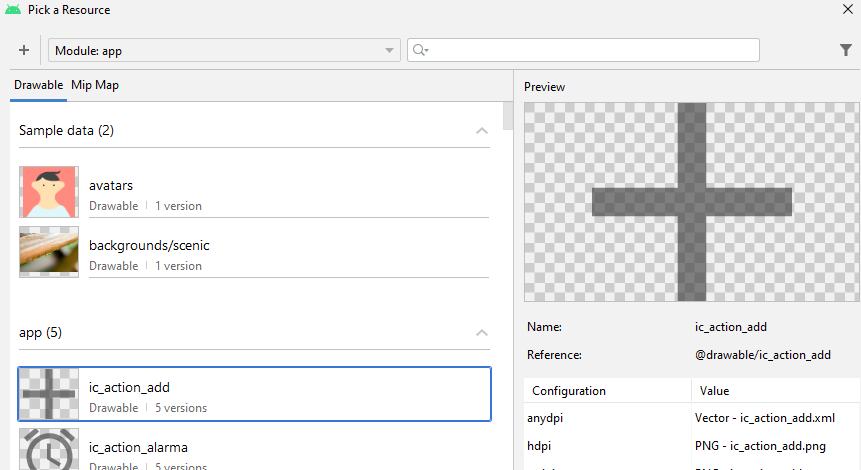 Pick a Resource
Module: app
Drawable Mip Map
Sample data (2)
avatars
Drawable 1 version
backgrounds/scenic
Drawable 1 version
app (5)
ic_action_add
Drawable 5 versions
ic_action_alarma
Drawable 5 versions
Preview
Name: ic_action_add
Reference: @drawable/ic_action_add
Configuration Value
anydpi Vector - ic_action_add.xml
hdpi PNG - ic_action_add.png